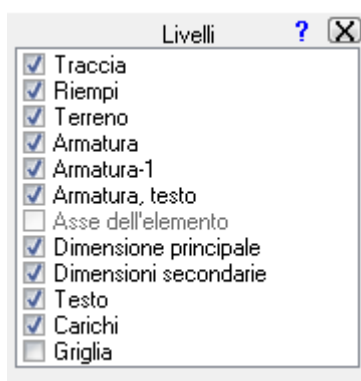 Livelli ? X
Traccia
Riempi
Terreno
Armatura
Armatura-1
Armatura, testo
Asse dell'elemento
Dimensione principale
Dimensioni secondarie
Testo
Carichi
Griglia